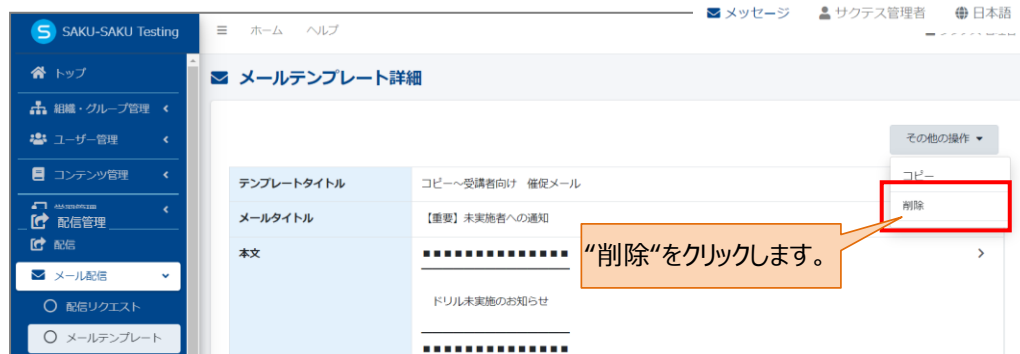 メッセージ サクテス管理者 日本語
SAKU-SAKU Testing
ホーム ヘルプ
トップ
メールテンプレート詳細
組織・グループ管理
ユーザー管理
コンテンツ管理
配信管理
配信
メール配信
配信リクエスト
メールテンプレート
その他の操作
コピー
削除
テンプレートタイトル コピー～受講者向け 催促メール
メールタイトル 【重要】未実施者への通知
本文 ■■■■■■■■■■■■■■
ドリル未実施のお知らせ
■■■■■■■■■■■■■■
“削除“をクリックします。